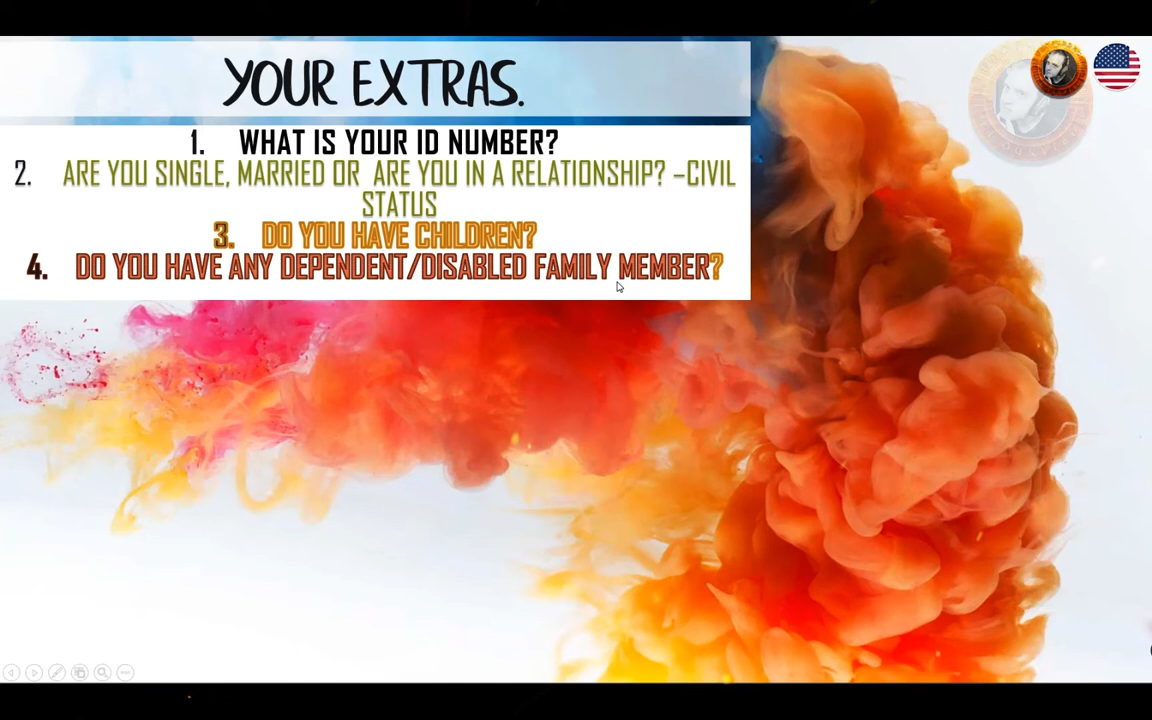 YOUR EXTRAS.
1. WHAT IS YOUR ID NUMBER?
2. ARE YOU SINGLE, MARRIED OR ARE YOU IN A RELATIONSHIP? –CIVIL
STATUS
3. DO YOU HAVE CHILDREN?
4. DO YOU HAVE ANY DEPENDENT/DISABLED FAMILY MEMBER?